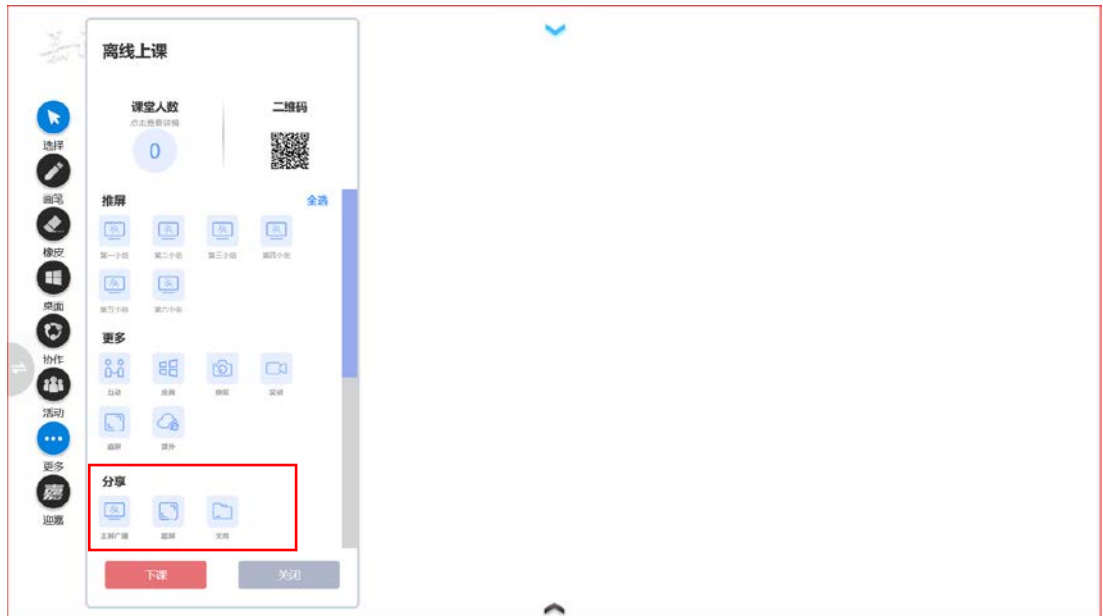 离线上课
课堂人数
点击查看详情
0
二维码
选择
画笔
橡皮
桌面
协作
活动
更多
迎嘉
推屏
全选
第一小组
第二小组
第三小组
第四小组
第五小组
第六小组
更多
互动
桌面
实录
截屏
课外
分享
主屏广播
截屏
文件
下课
关闭